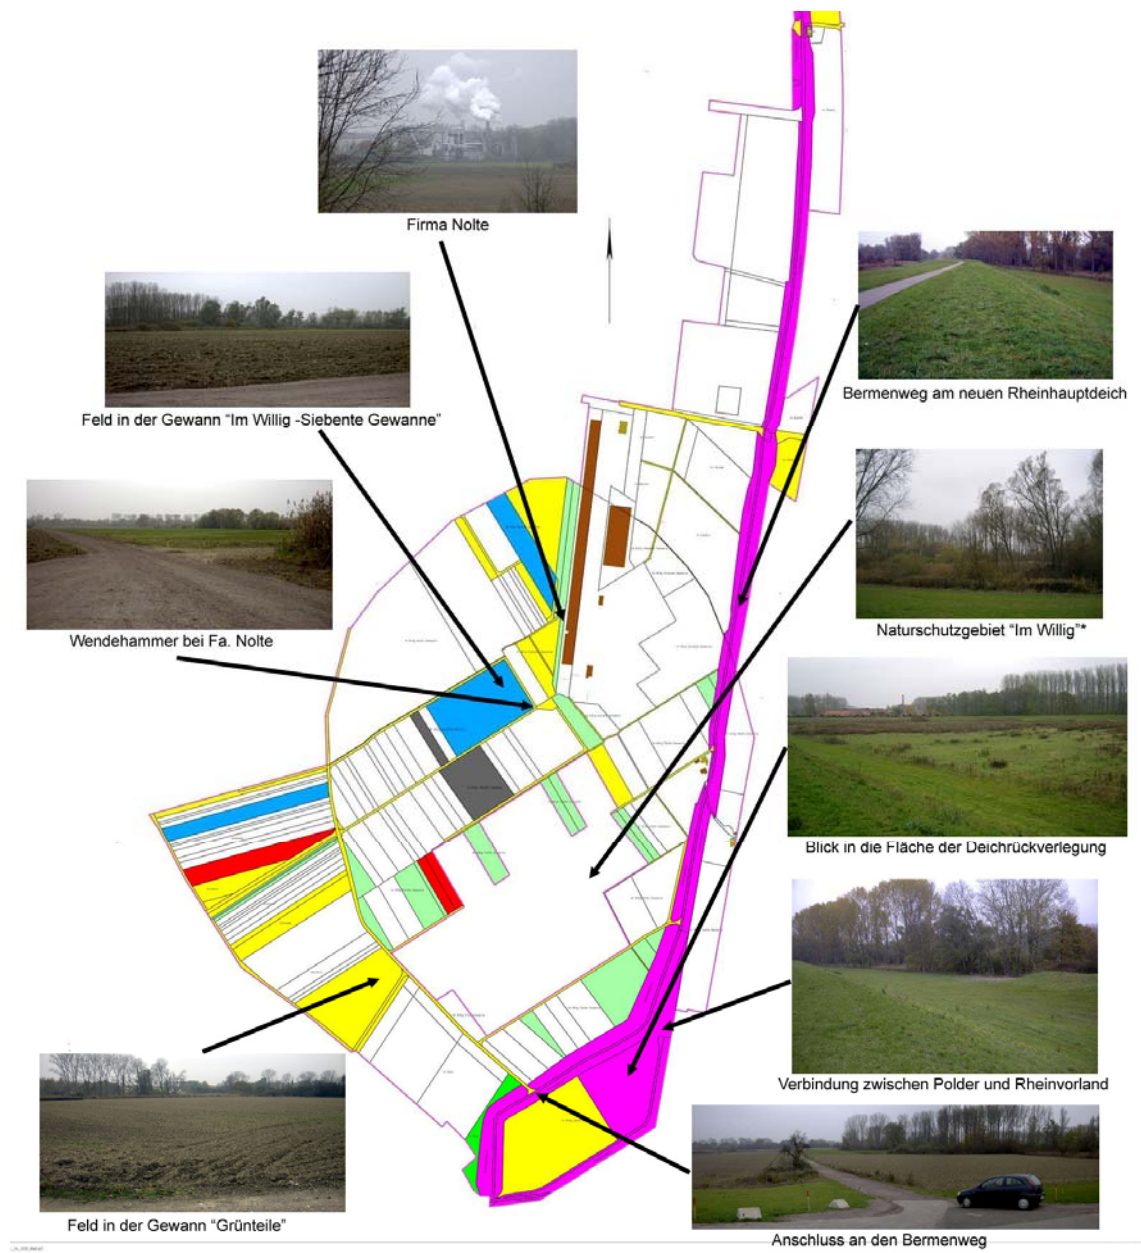 Firma Nolte
Feld in der Gewann "Im Willig -Siebente Gewanne"
Bermenweg am neuen Rheinhauptdeich
Wendehammer bei Fa. Nolte
Naturschutzgebiet "Im Willig"*
Blick in die Fläche der Deichrückverlegung
Verbindung zwischen Polder und Rheinvorland
Feld in der Gewann "Grünteile"
Anschluss an den Bermenweg